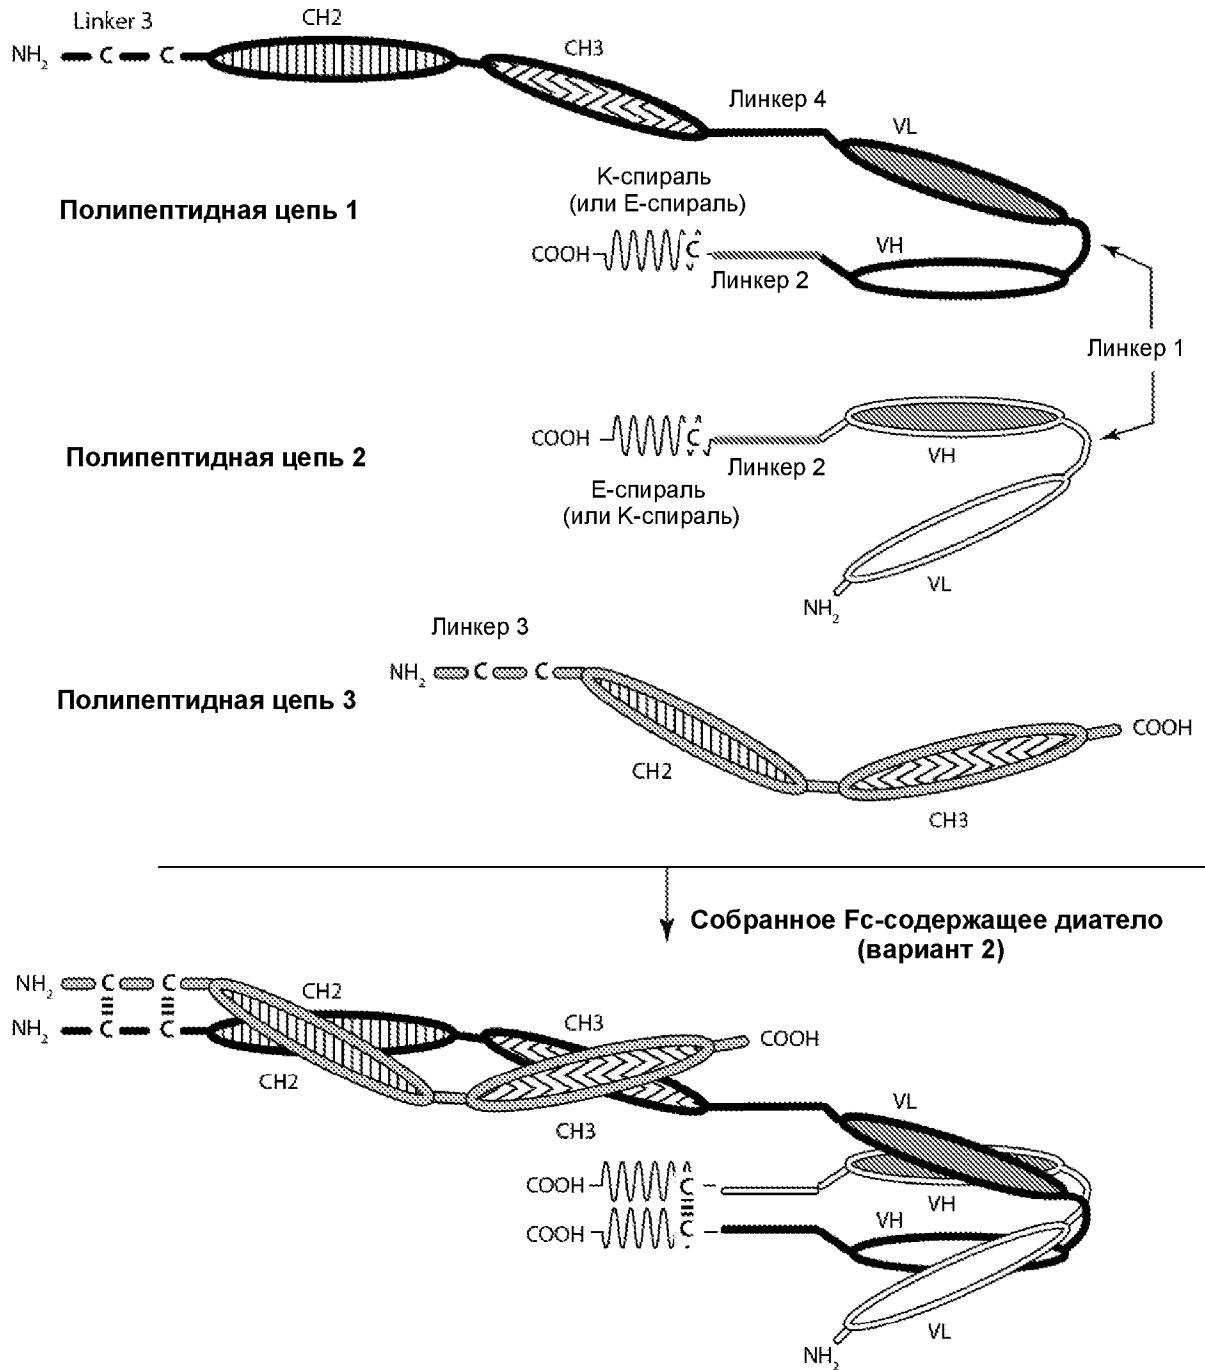 Linker 3
CH2
NH2
C
C
CH3
Линкер 4
VL
К-спираль
(или Е-спираль)
Полипептидная цепь 1
COOH
C
VH
Линкер 2
Линкер 1
COOH
C
VH
Полипептидная цепь 2
Линкер 2
Е-спираль
(или К-спираль)
VL
NH2
Линкер 3
NH2
C
C
Полипептидная цепь 3
COOH
CH2
CH3
Собранное Fc-содержащее диатело
(вариант 2)
NH2
C
C
CH2
CH3
COOH
NH2
C
C
CH2
CH3
VL
COOH
C
VH
VH
COOH
C
VL
NH2